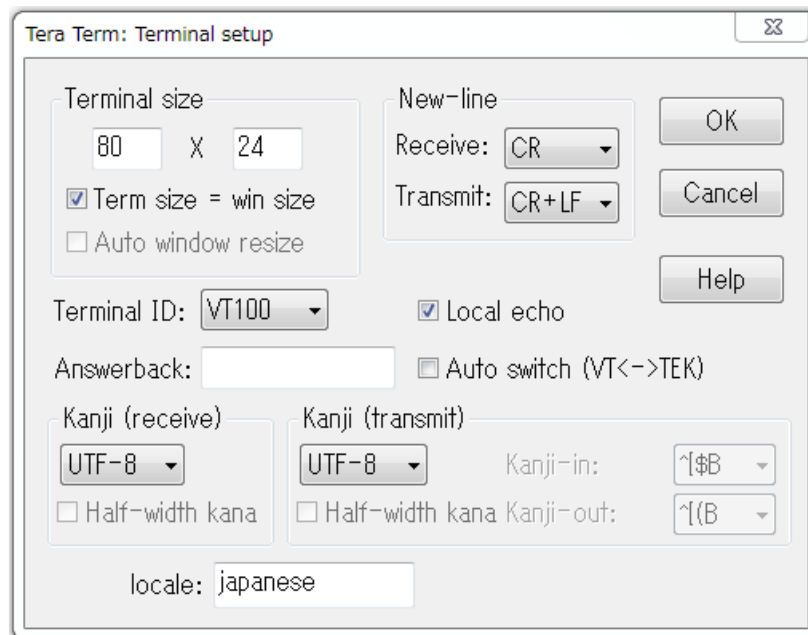 Tera Term: Terminal setup
Terminal size
80 X 24
Term size = win size
Auto window resize
New-line
Receive: CR
Transmit: CR+LF
OK
Cancel
Help
Terminal ID: VT100
Local echo
Answerback:
Auto switch (VT<->TEK)
Kanji (receive)
UTF-8
Half-width kana
Kanji (transmit)
UTF-8
Half-width kana
Kanji-in: ^[$B
Kanji-out: ^[(B
locale: japanese